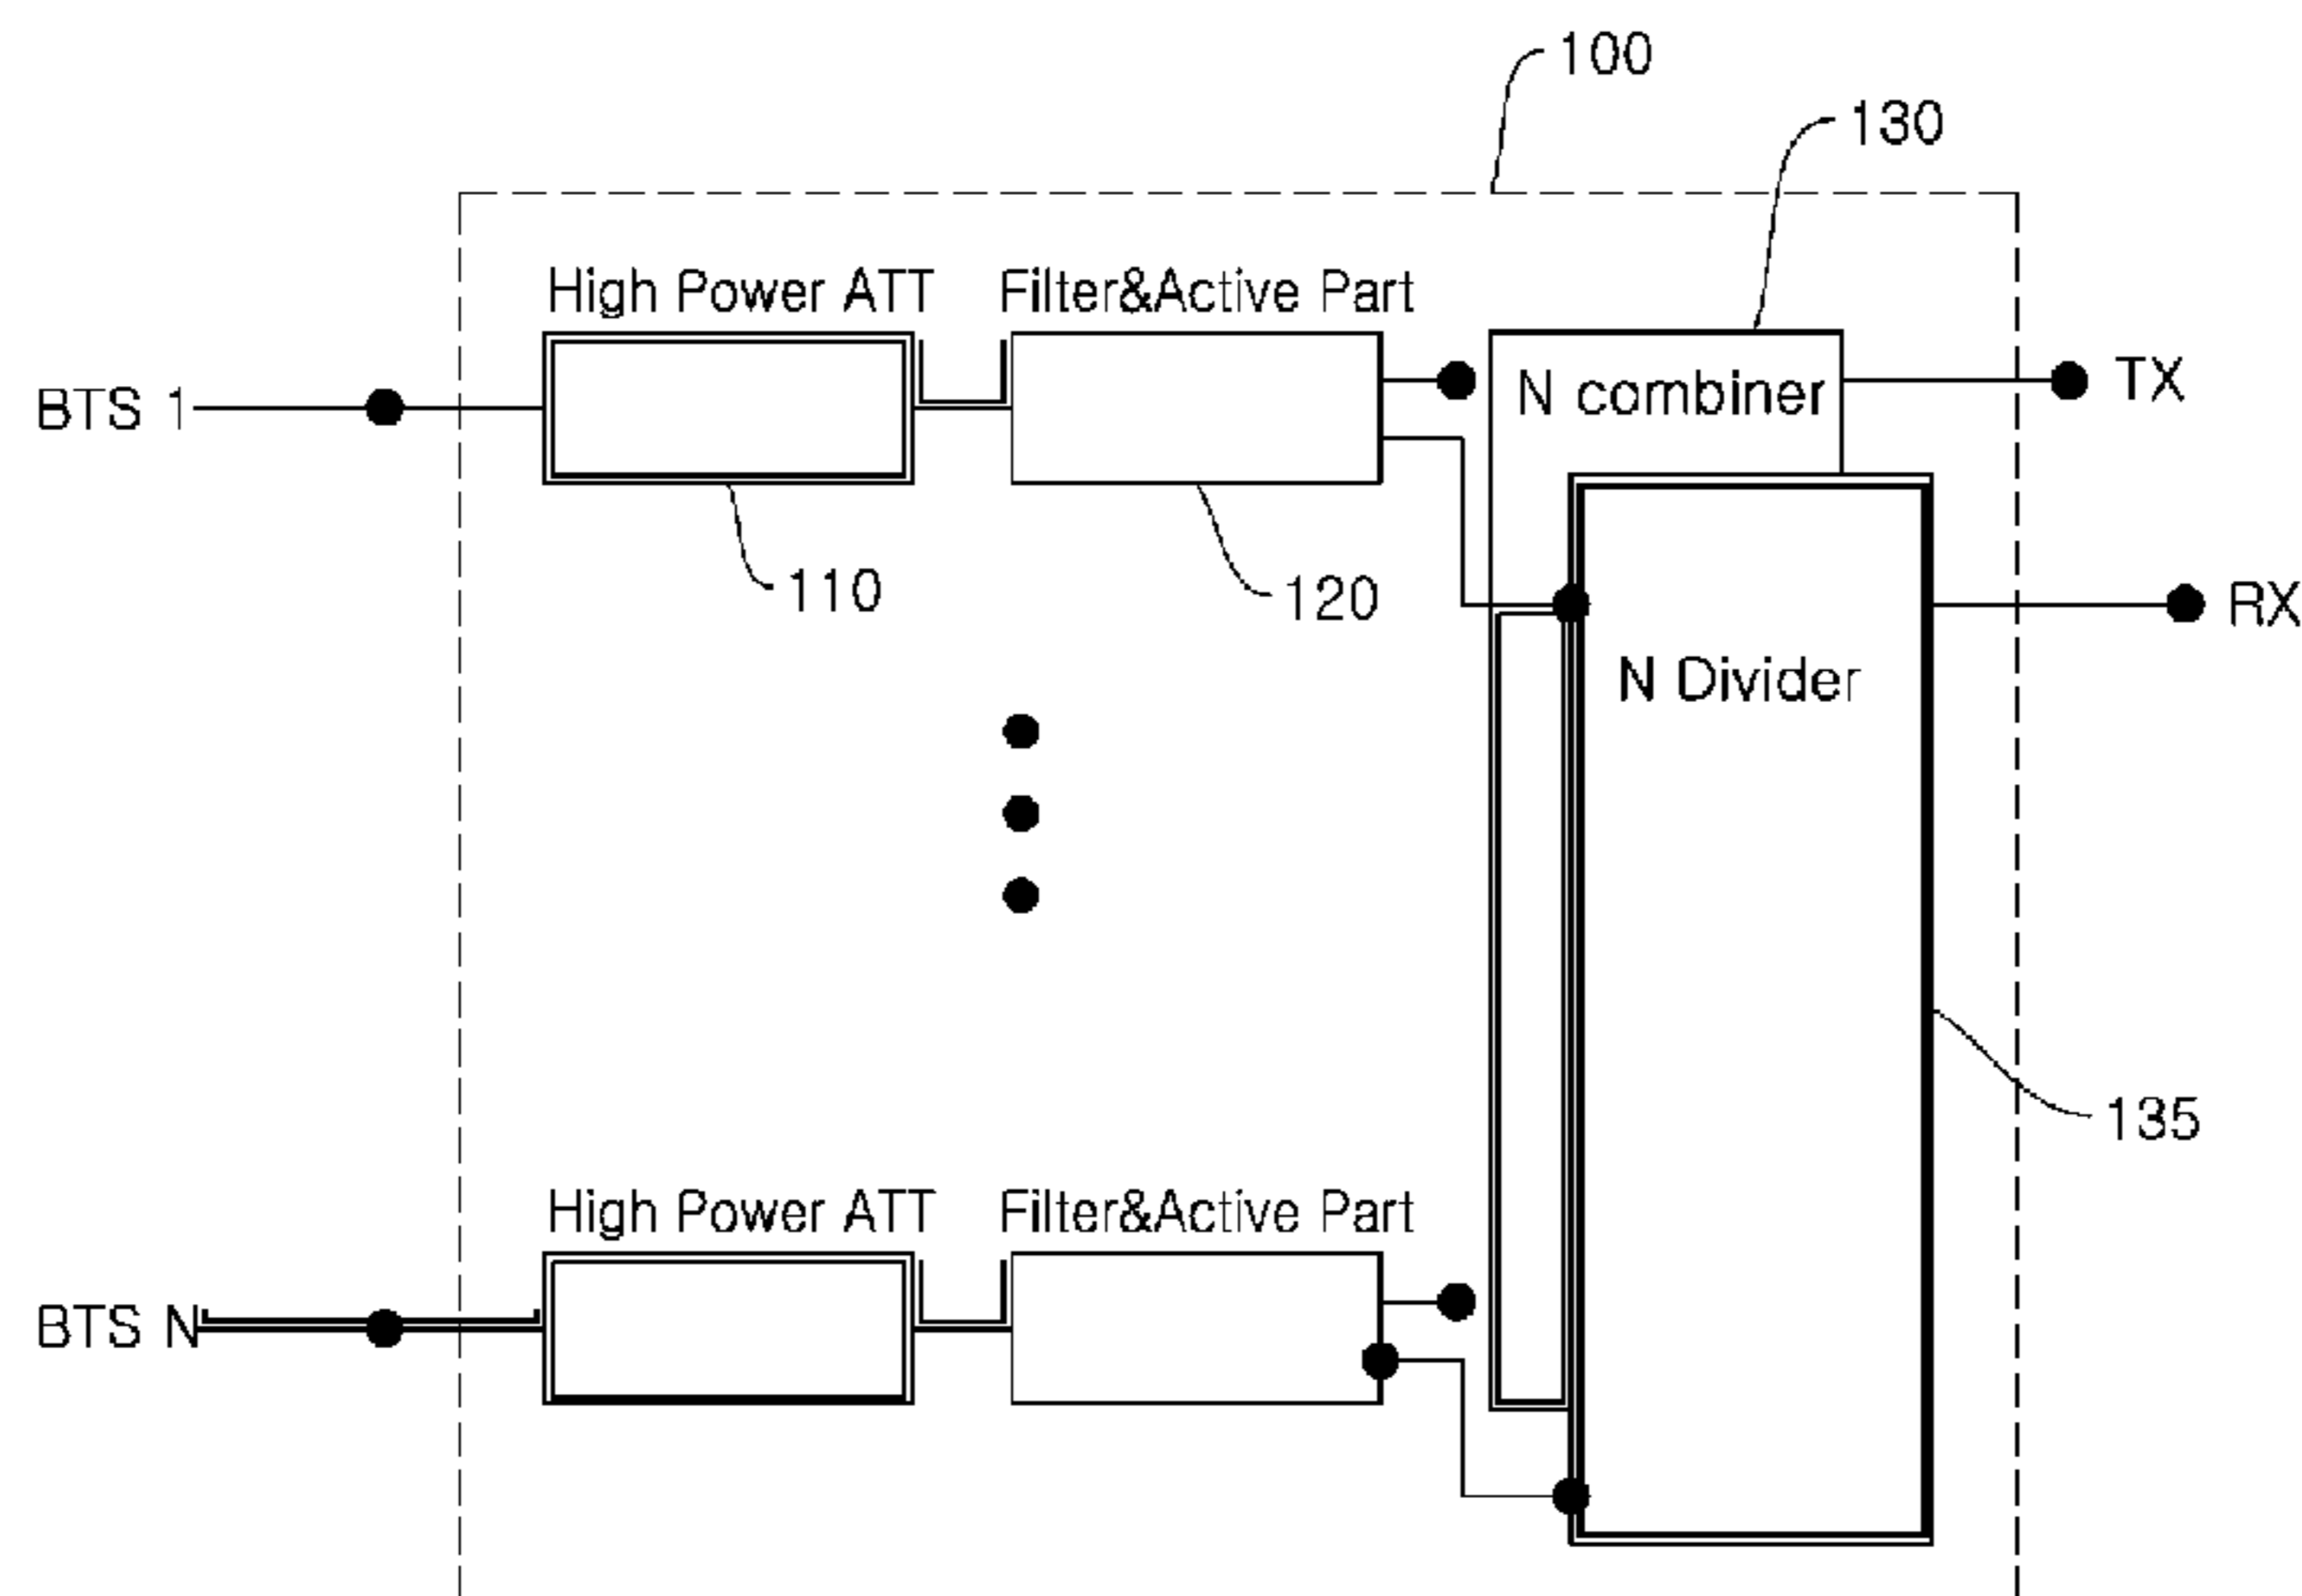 100
130
High Power ATT Filter&Active Part
BTS 1
N combiner
TX
110
120
RX
N Divider
135
High Power ATT Filter&Active Part
BTS N